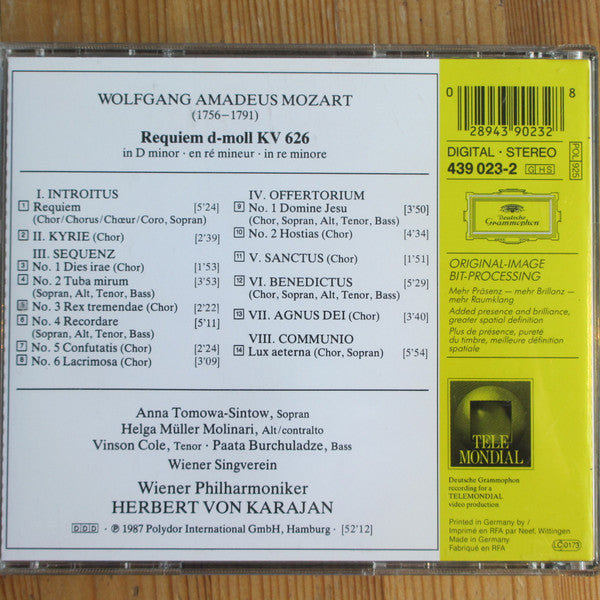 WOLFGANG AMADEUS MOZART
(1756–1791)
Requiem d-moll KV 626
in D minor · en ré mineur · in re minore
I. INTROITUS
1 Requiem [5'24]
(Chor/Chorus/Chœur/Coro, Sopran)
2 II. KYRIE (Chor) [2'39]
III. SEQUENZ
3 No. 1 Dies irae (Chor) [1'53]
4 No. 2 Tuba mirum [3'53]
(Sopran, Alt, Tenor, Bass)
5 No. 3 Rex tremendae (Chor) [2'22]
6 No. 4 Recordare [5'11]
(Sopran, Alt, Tenor, Bass)
7 No. 5 Confutatis (Chor) [2'24]
8 No. 6 Lacrimosa (Chor) [3'09]
IV. OFFERTORIUM
9 No. 1 Domine Jesu [3'50]
(Chor, Sopran, Alt, Tenor, Bass)
10 No. 2 Hostias (Chor) [4'34]
11 V. SANCTUS (Chor) [1'51]
12 VI. BENEDICTUS [5'29]
(Chor, Sopran, Alt, Tenor, Bass)
13 VII. AGNUS DEI (Chor) [3'40]
VIII. COMMUNIO
14 Lux aeterna (Chor, Sopran) [5'54]
Anna Tomowa-Sintow, Sopran
Helga Müller Molinari, Alt/contralto
Vinson Cole, Tenor · Paata Burchuladze, Bass
Wiener Singverein
Wiener Philharmoniker
HERBERT VON KARAJAN
DDD · ℗ 1987 Polydor International GmbH, Hamburg · [52'12]
0 28943 90232 8
DIGITAL · STEREO
439 023-2 GHS
POL 925
Deutsche
Grammophon
ORIGINAL-IMAGE
BIT-PROCESSING
Mehr Präsenz – mehr Brillanz –
mehr Raumklang
Added presence and brilliance,
greater spatial definition
Plus de présence, pureté
du timbre, meilleure définition
spatiale
TELE
MONDIAL
Deutsche Grammophon
recording for a
TELEMONDIAL
video production
Printed in Germany by /
Imprimé en RFA par Neef, Wittingen
Made in Germany
Fabriqué en RFA
LC 0173